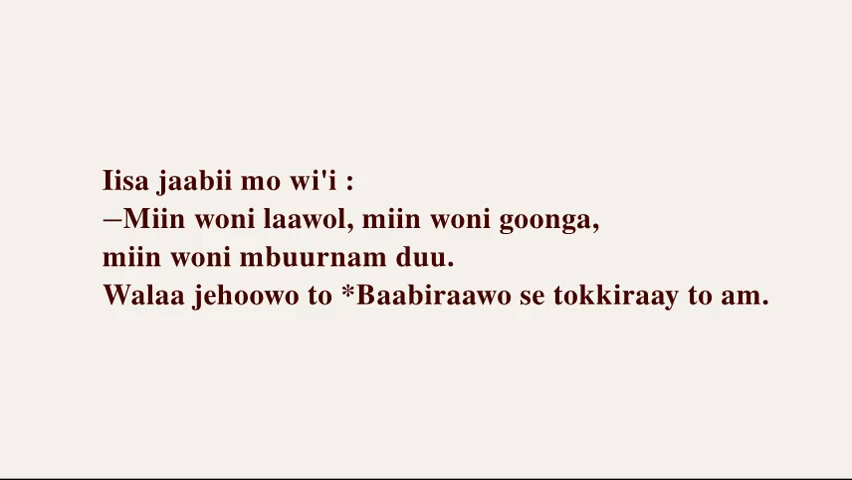 Iisa jaabii mo wi'i :
–Miin woni laawol, miin woni goonga,
miin woni mbuurnam duu.
Walaa jehoowo to *Baabiraawo se tokkiraay to am.